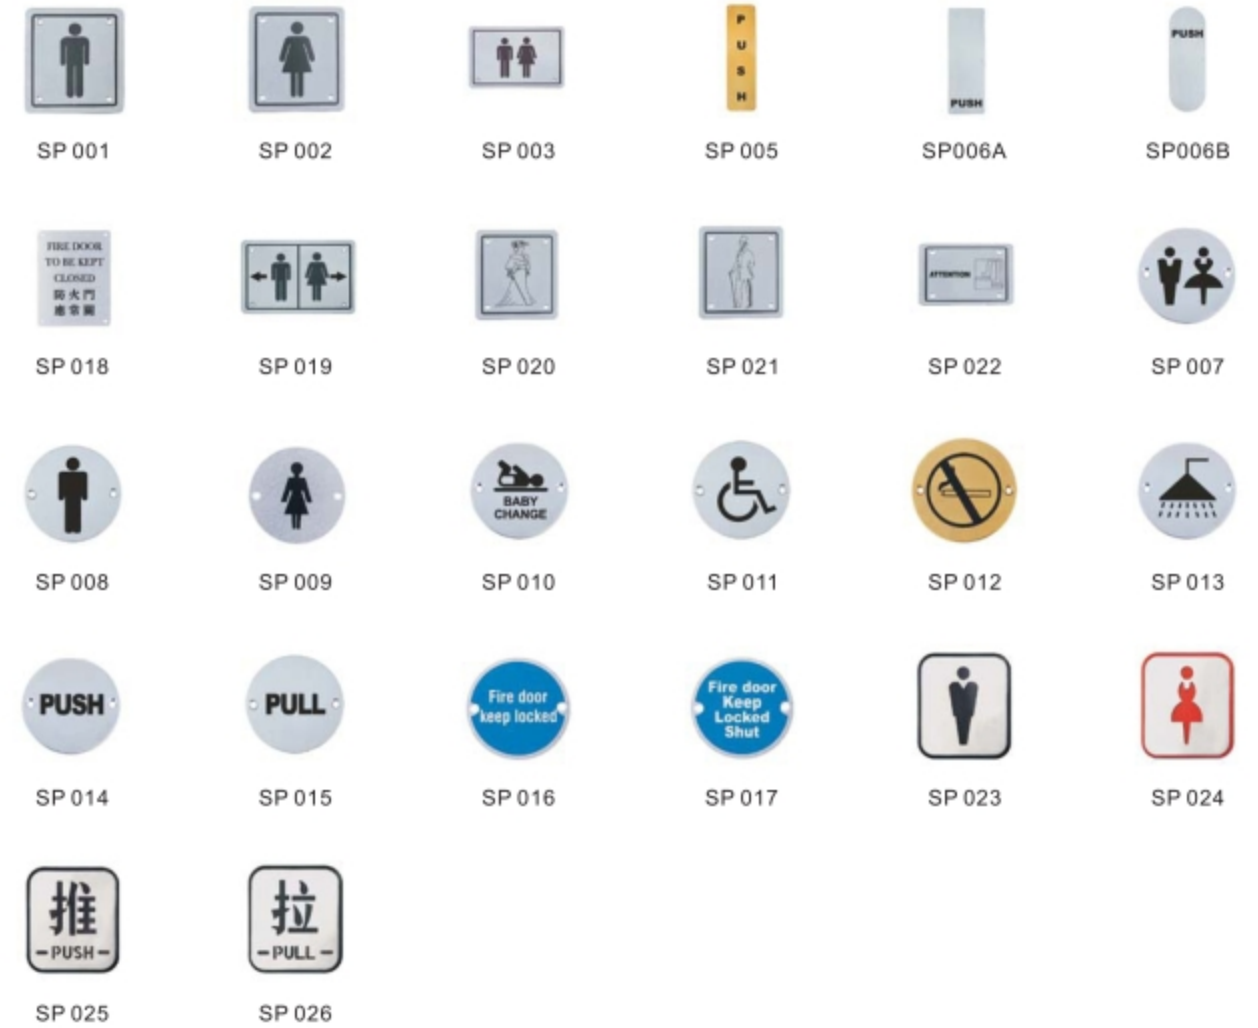 P
U
S
H
PUSH
PUSH
SP 001
SP 002
SP 003
SP 005
SP006A
SP006B
FIRE DOOR
TO BE KEPT
CLOSED
防火門
應常關
ATTENTION
SP 018
SP 019
SP 020
SP 021
SP 022
SP 007
BABY
CHANGE
SP 008
SP 009
SP 010
SP 011
SP 012
SP 013
PUSH
PULL
Fire door
keep locked
Fire door
Keep
Locked
Shut
SP 014
SP 015
SP 016
SP 017
SP 023
SP 024
推
-PUSH-
拉
-PULL-
SP 025
SP 026